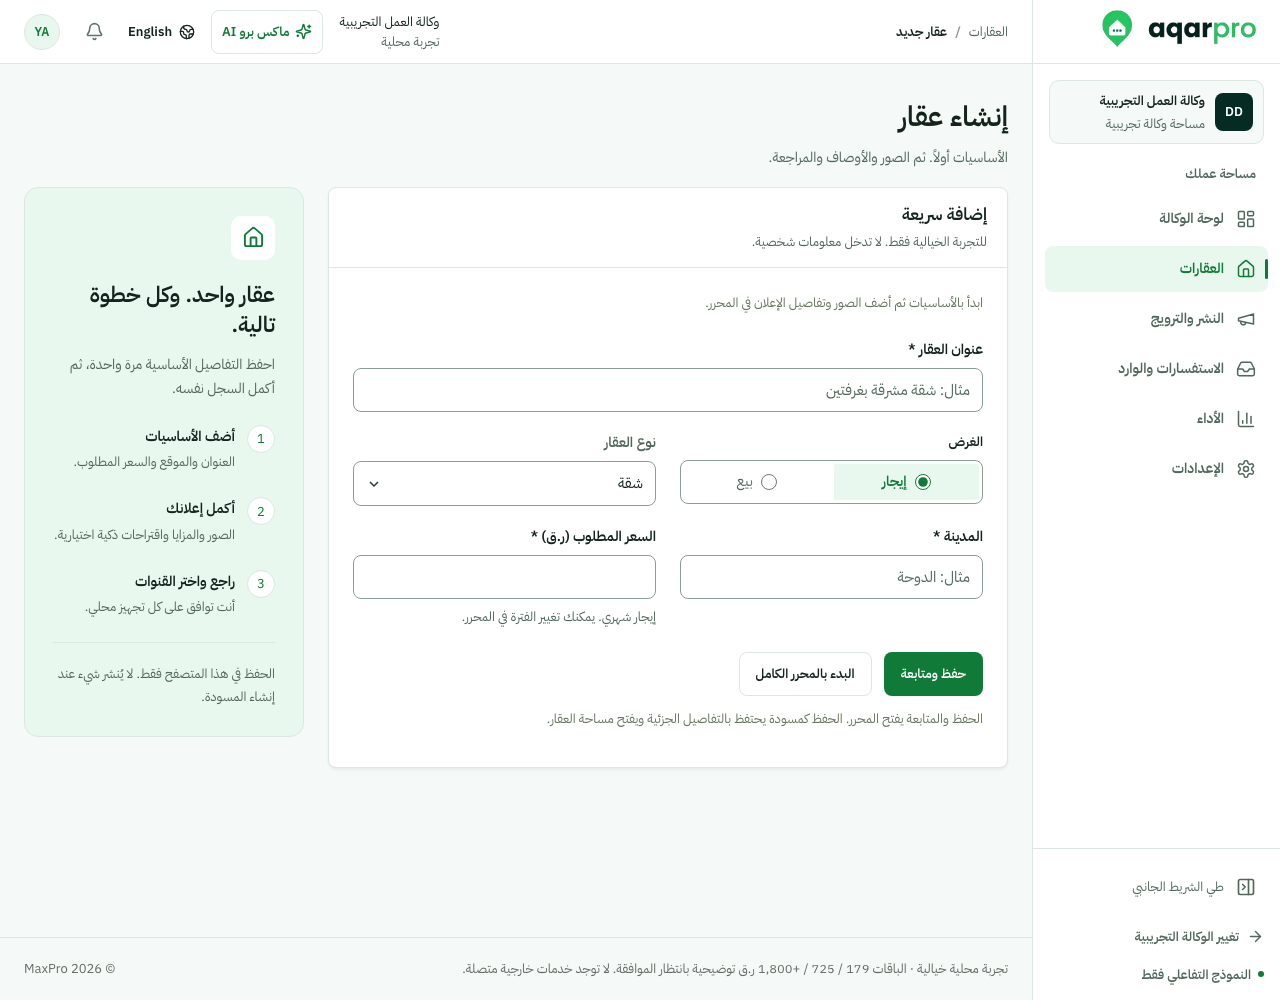 aqarpro
العقارات / عقار جديد
وكالة العمل التجريبية
تجربة محلية
ماكس برو AI
English
YA
DD
وكالة العمل التجريبية
مساحة وكالة تجريبية
مساحة عملك
لوحة الوكالة
العقارات
النشر والترويج
الاستفسارات والوارد
الأداء
الإعدادات
طي الشريط الجانبي
تغيير الوكالة التجريبية
النموذج التفاعلي فقط
إنشاء عقار
الأساسيات أولاً. ثم الصور والأوصاف والمراجعة.
إضافة سريعة
للتجربة الخيالية فقط. لا تدخل معلومات شخصية.
ابدأ بالأساسيات ثم أضف الصور وتفاصيل الإعلان في المحرر.
عنوان العقار *
مثال: شقة مشرقة بغرفتين
الغرض
إيجار
بيع
نوع العقار
شقة
المدينة *
مثال: الدوحة
السعر المطلوب (ر.ق) *
إيجار شهري. يمكنك تغيير الفترة في المحرر.
حفظ ومتابعة
البدء بالمحرر الكامل
الحفظ والمتابعة يفتح المحرر. الحفظ كمسودة يحتفظ بالتفاصيل الجزئية ويفتح مساحة العقار.
عقار واحد. وكل خطوة
تالية.
احفظ التفاصيل الأساسية مرة واحدة، ثم
أكمل السجل نفسه.
1
أضف الأساسيات
العنوان والموقع والسعر المطلوب.
2
أكمل إعلانك
الصور والمزايا واقتراحات ذكية اختيارية.
3
راجع واختر القنوات
أنت توافق على كل تجهيز محلي.
الحفظ في هذا المتصفح فقط. لا يُنشر شيء عند
إنشاء المسودة.
تجربة محلية خيالية · الباقات 179 / 725 / +1,800 ر.ق توضيحية بانتظار الموافقة. لا توجد خدمات خارجية متصلة.
MaxPro 2026 ©